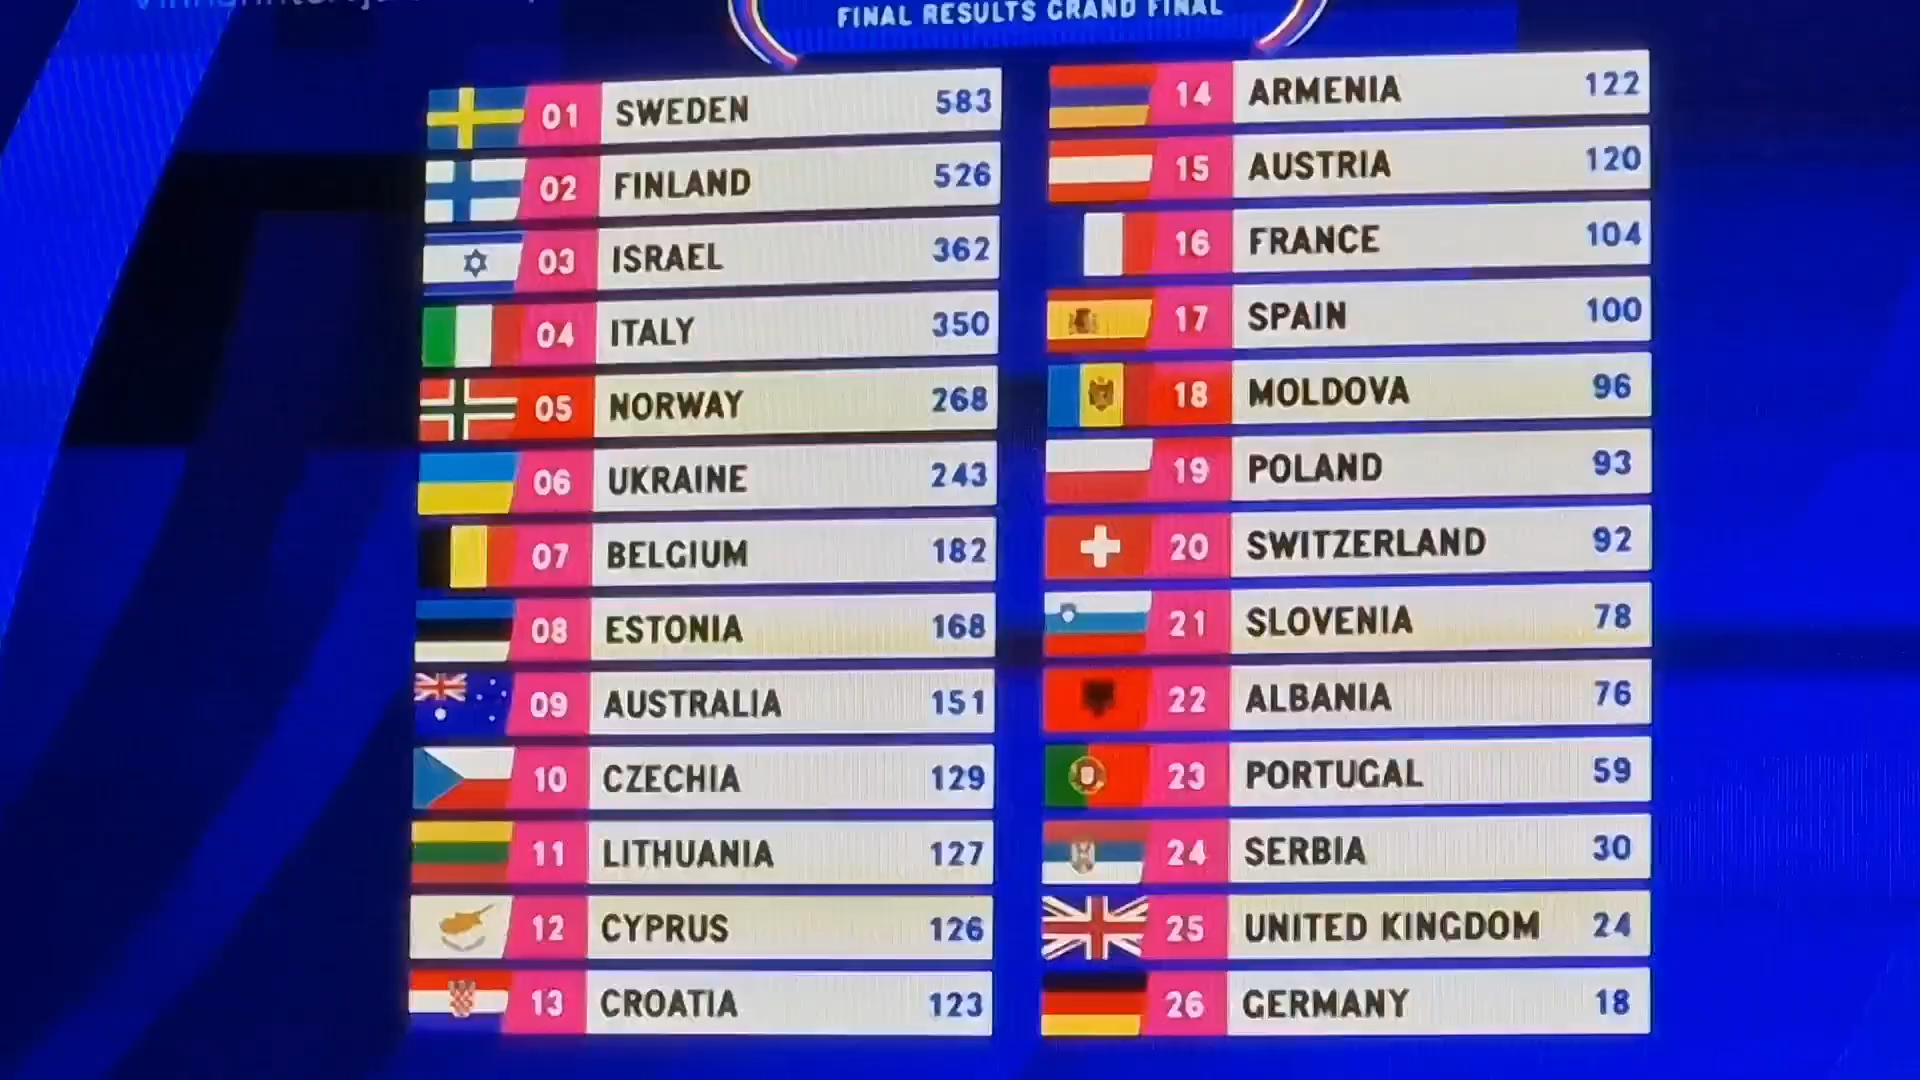 FINAL RESULTS GRAND FINAL
01 SWEDEN 583
02 FINLAND 526
03 ISRAEL 362
04 ITALY 350
05 NORWAY 268
06 UKRAINE 243
07 BELGIUM 182
08 ESTONIA 168
09 AUSTRALIA 151
10 CZECHIA 129
11 LITHUANIA 127
12 CYPRUS 126
13 CROATIA 123
14 ARMENIA 122
15 AUSTRIA 120
16 FRANCE 104
17 SPAIN 100
18 MOLDOVA 96
19 POLAND 93
20 SWITZERLAND 92
21 SLOVENIA 78
22 ALBANIA 76
23 PORTUGAL 59
24 SERBIA 30
25 UNITED KINGDOM 24
26 GERMANY 18